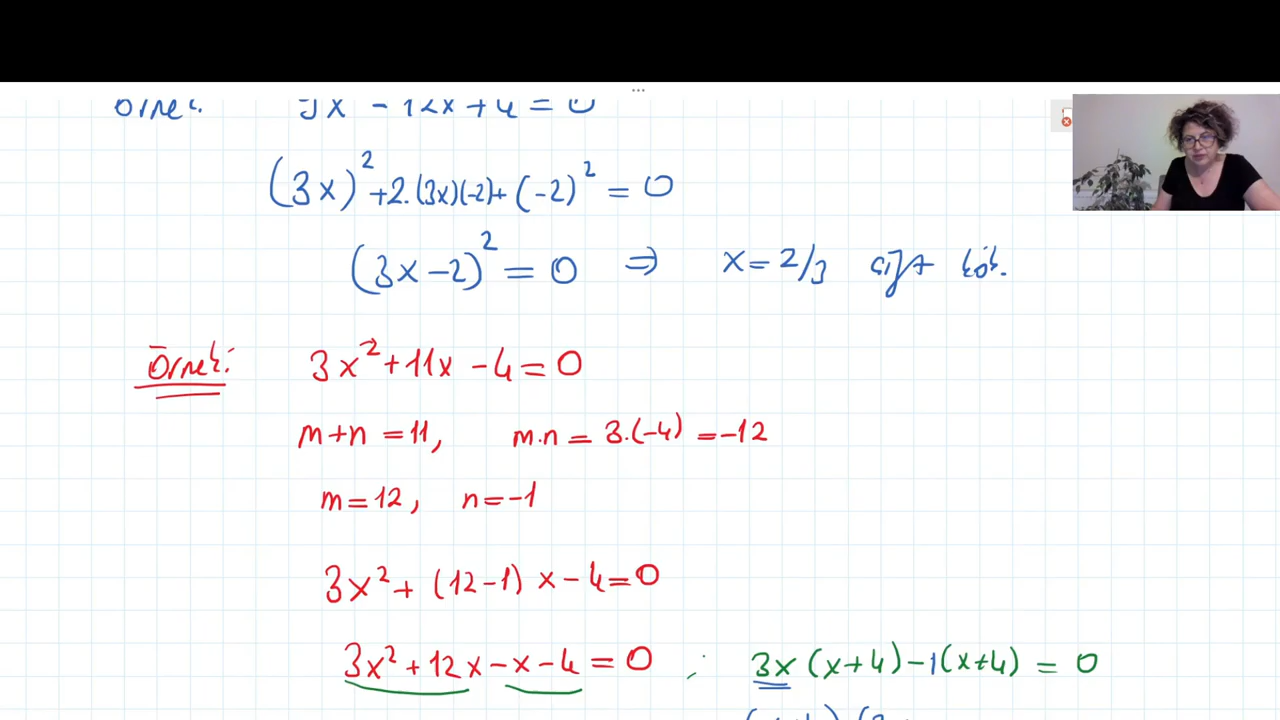 (3x)² + 2.(3x)(-2) + (-2)² = 0
(3x - 2)² = 0 ⇒ x = 2/3 çift kök.
Örnek: 3x² + 11x - 4 = 0
m + n = 11, m.n = 3.(-4) = -12
m = 12, n = -1
3x² + (12 - 1) x - 4 = 0
3x² + 12x - x - 4 = 0 ; 3x (x + 4) - 1(x + 4) = 0